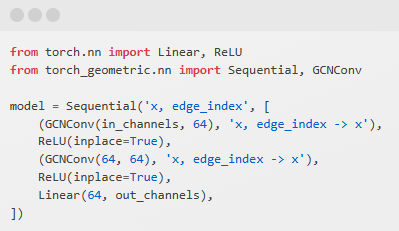 from torch.nn import Linear, ReLU
from torch_geometric.nn import Sequential, GCNConv

model = Sequential('x, edge_index', [
    (GCNConv(in_channels, 64), 'x, edge_index -> x'),
    ReLU(inplace=True),
    (GCNConv(64, 64), 'x, edge_index -> x'),
    ReLU(inplace=True),
    Linear(64, out_channels),
])